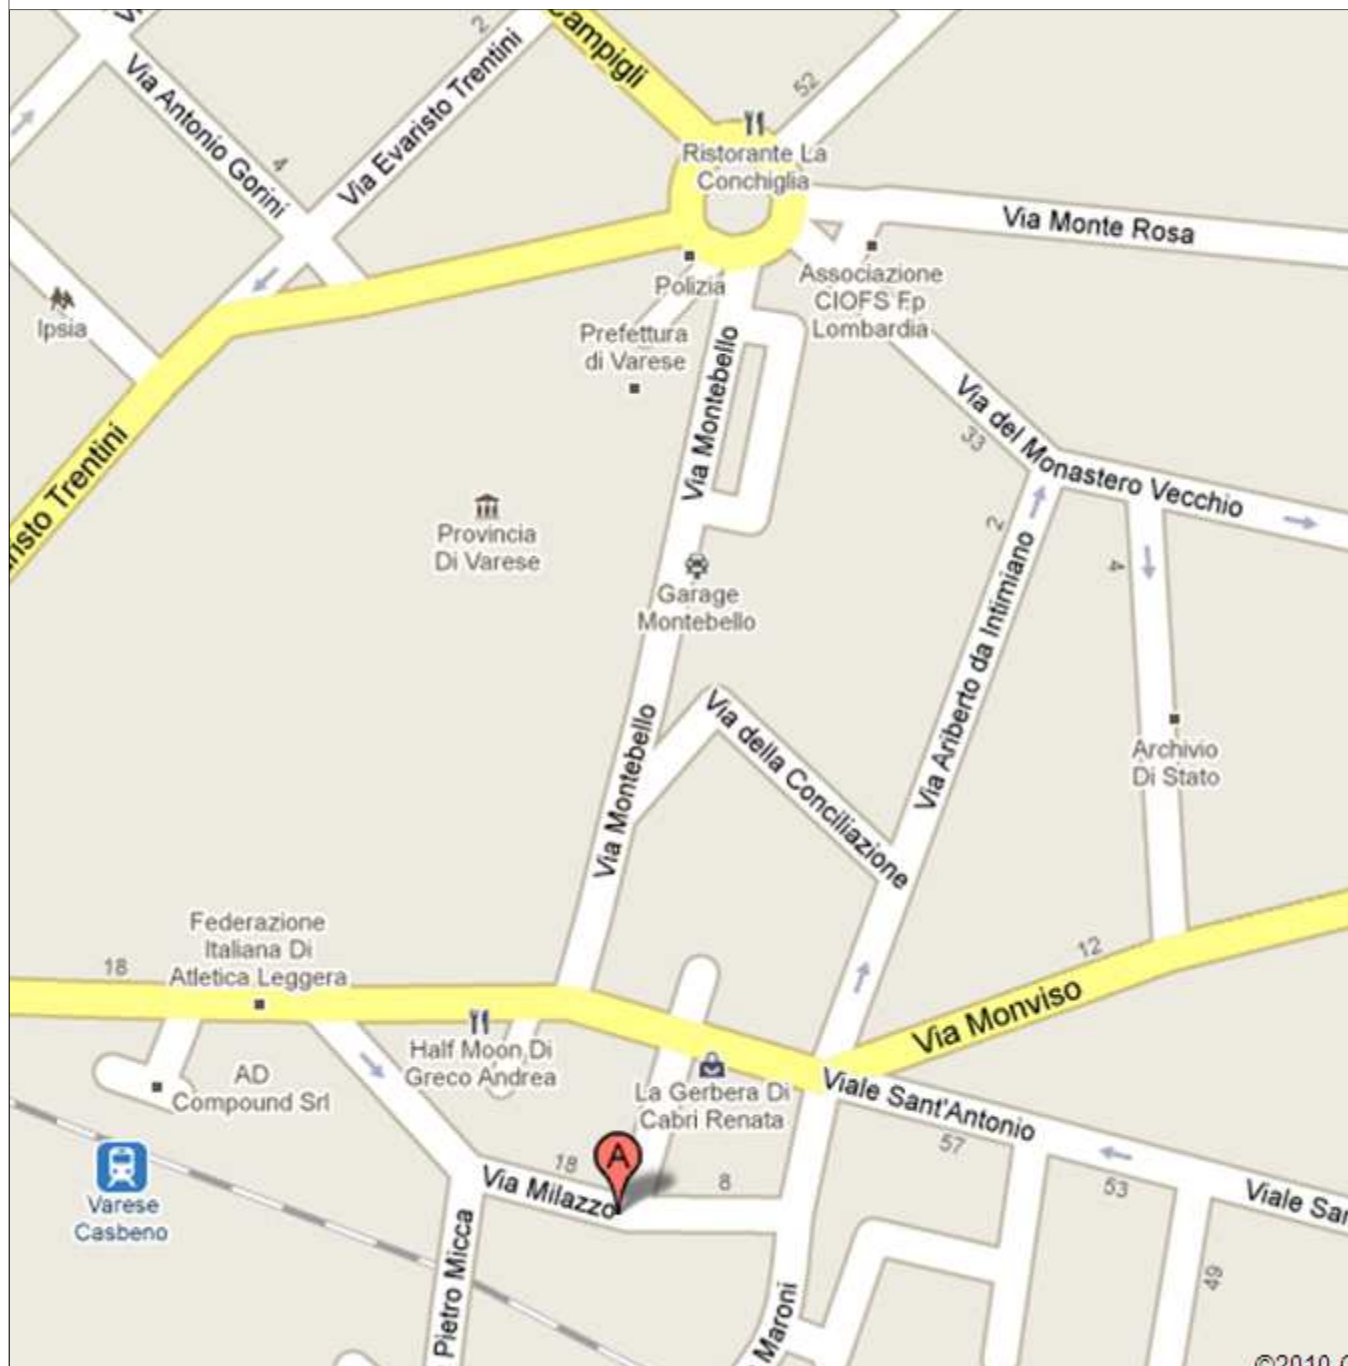 Campigli
2
52
Via Antonio Gorini
4
Via Evaristo Trentini
Ristorante La
Conchiglia
Via Monte Rosa
Polizia
Associazione
CIOFS Fp
Lombardia
Ipsia
Prefettura
di Varese
Via Montebello
Via del Monastero Vecchio
33
risto Trentini
Provincia
Di Varese
2
4
Garage
Montebello
Via Ariberto da Intimiano
Via Montebello
Via della Conciliazione
Archivio
Di Stato
Federazione
Italiana Di
Atletica Leggera
18
12
Via Monviso
Half Moon Di
Greco Andrea
AD
Compound Srl
La Gerbera Di
Cabri Renata
Viale Sant'Antonio
57
53
Varese
Casbeno
18
A
8
Via Milazzo
Viale Sar
Pietro Micca
Maroni
49
©2010